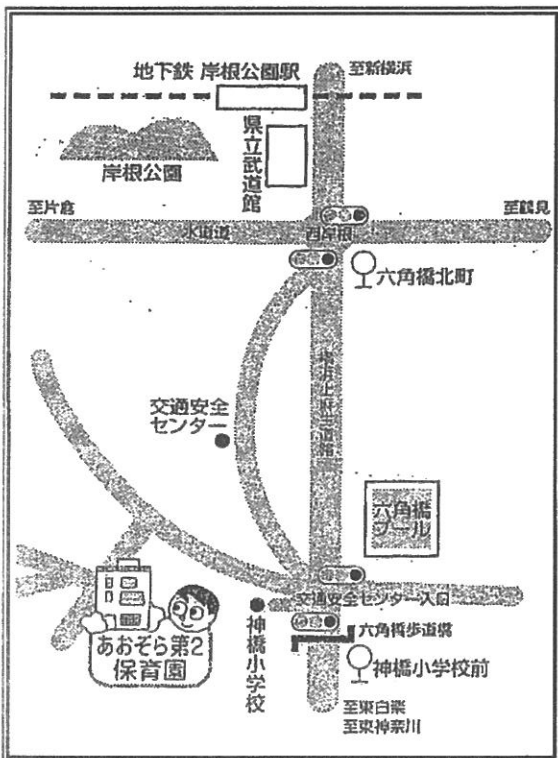 地下鉄 岸根公園駅
至新横浜
県立武道館
岸根公園
至片倉
至鶴見
水道道
西岸根
六角橋北町
交通安全
センター
六角橋
プール
交通安全センター入口
六角橋歩道橋
神橋小学校
神橋小学校前
あおぞら第2
保育園
至東白楽
至東神奈川